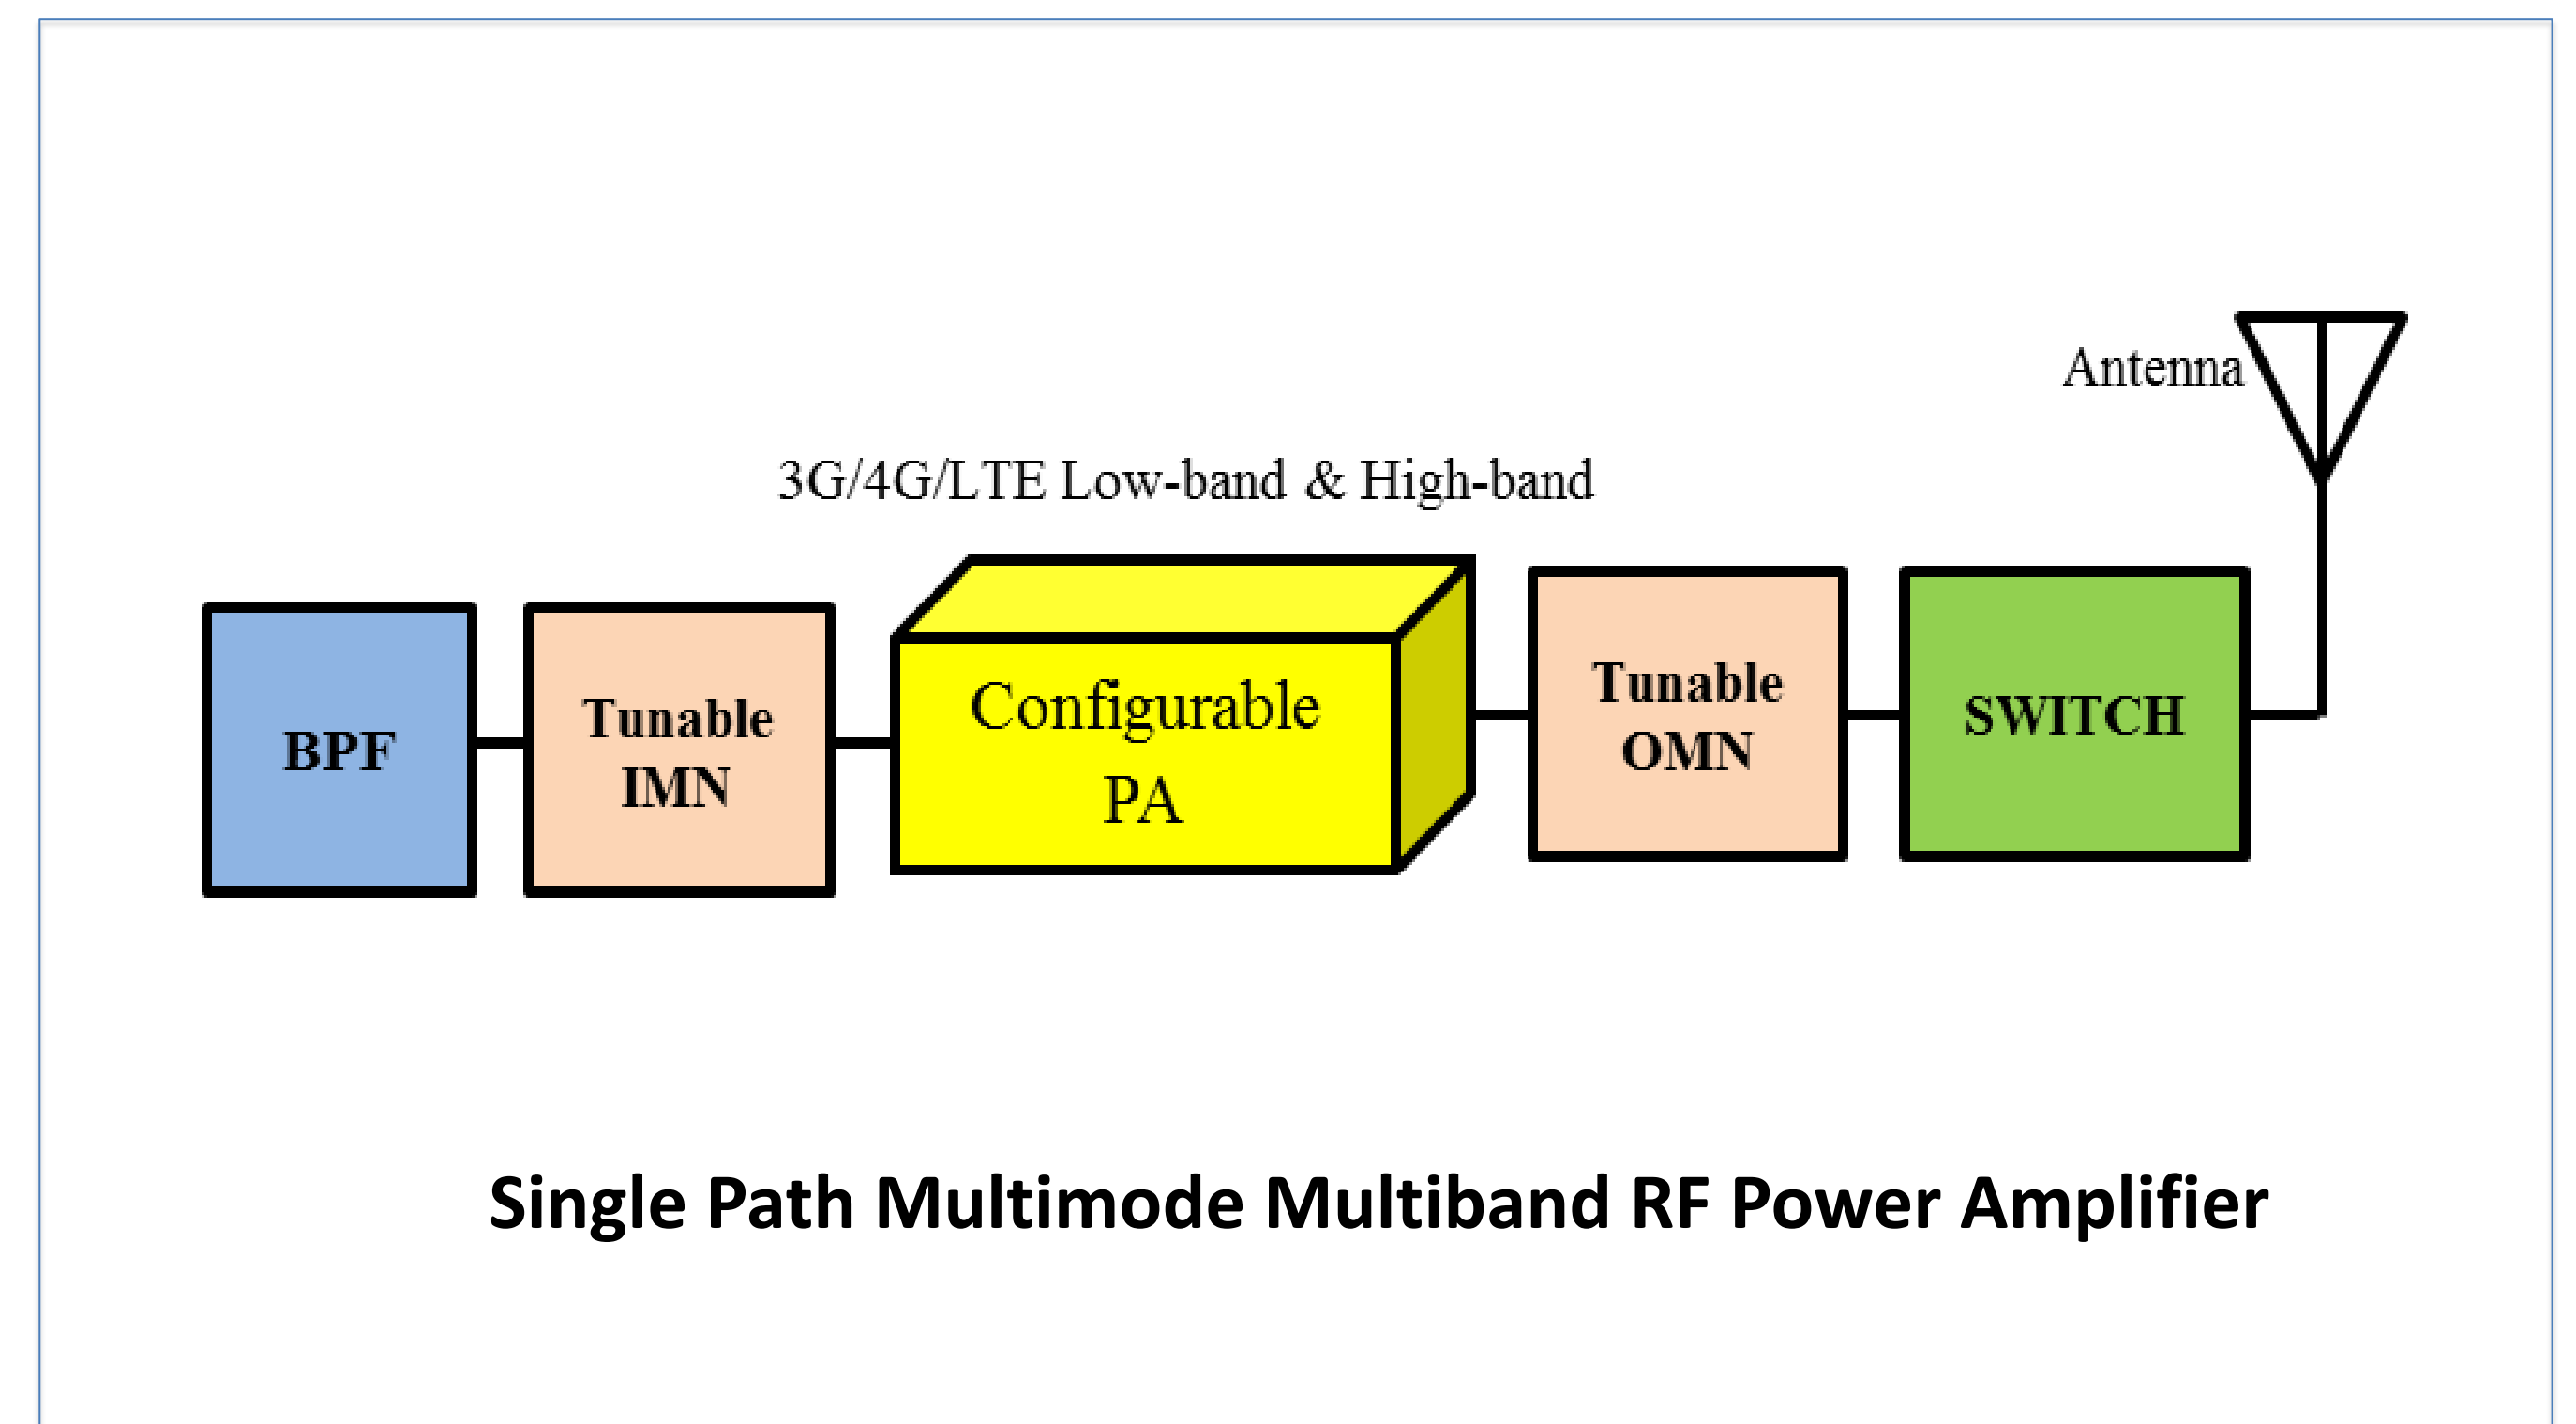 Antenna
3G/4G/LTE Low-band & High-band
BPF
Tunable
IMN
Configurable
PA
Tunable
OMN
SWITCH
Single Path Multimode Multiband RF Power Amplifier